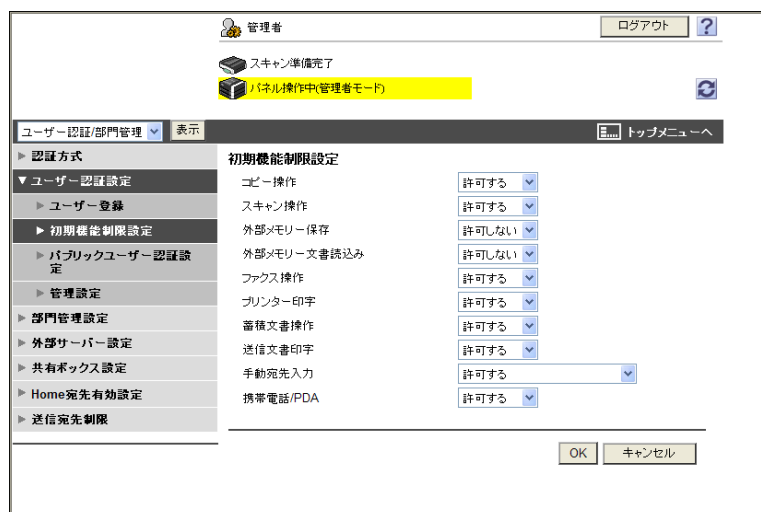 管理者
ログアウト
?
スキャン準備完了
パネル操作中(管理者モード)
ユーザー認証/部門管理
表示
トップメニューへ
認証方式
ユーザー認証設定
ユーザー登録
初期機能制限設定
パブリックユーザー認証設
定
管理設定
部門管理設定
外部サーバー設定
共有ボックス設定
Home宛先有効設定
送信宛先制限
初期機能制限設定
コピー操作 許可する
スキャン操作 許可する
外部メモリー保存 許可しない
外部メモリー文書読込み 許可しない
ファクス操作 許可する
プリンター印字 許可する
蓄積文書操作 許可する
送信文書印字 許可する
手動宛先入力 許可する
携帯電話/PDA 許可する
OK
キャンセル